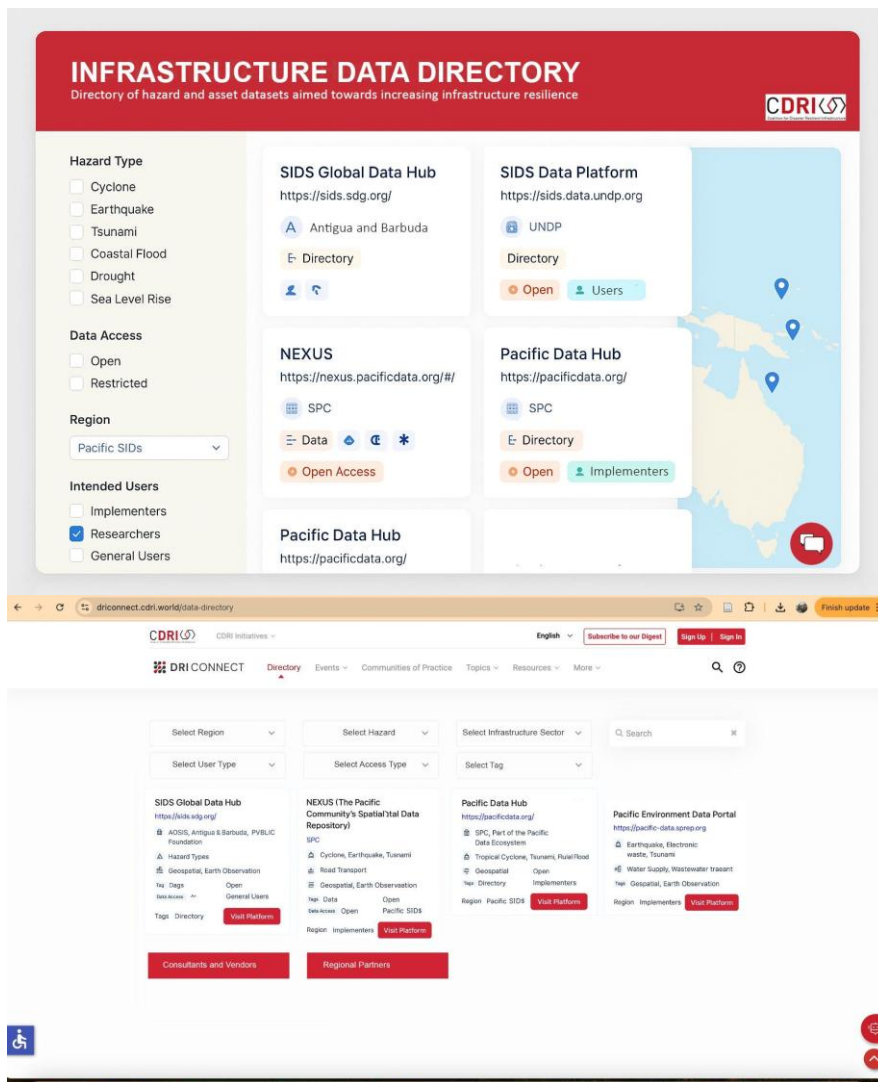 INFRASTRUCTURE DATA DIRECTORY
Directory of hazard and asset datasets aimed towards increasing infrastructure resilience
CDRI
Hazard Type
Cyclone
Earthquake
Tsunami
Coastal Flood
Drought
Sea Level Rise
Data Access
Open
Restricted
Region
Pacific SIDs
Intended Users
Implementers
Researchers
General Users
SIDS Global Data Hub
https://sids.sdg.org/
A Antigua and Barbuda
Directory
SIDS Data Platform
https://sids.data.undp.org
UNDP
Directory
Open Users
NEXUS
https://nexus.pacificdata.org/#/
SPC
Data
Open Access
Pacific Data Hub
https://pacificdata.org/
SPC
Directory
Open Implementers
Pacific Data Hub
https://pacificdata.org/
driconnect.cdri.world/data-directory
Finish update
CDRI
CDRI Initiatives
English
Subscribe to our Digest
Sign Up | Sign In
DRI CONNECT
Directory
Events
Communities of Practice
Topics
Resources
More
Select Region
Select Hazard
Select Infrastructure Sector
Search
Select User Type
Select Access Type
Select Tag
SIDS Global Data Hub
https://sids.sdg.org/
AOSIS, Antigua & Barbuda, PVBLIC
Foundation
Hazard Types
Geospatial, Earth Observation
Tag Dags Open
Data Access General Users
Tags Directory Visit Platform
NEXUS (The Pacific
Community's
Data
Repository)
SPC
Cyclone, Earthquake, Tusnami
Road Transport
Geospatial, Earth Observaation
Tags Data Open
Data Access Open Pacific SIDS
Region Implementers Visit Platform
Pacific Data Hub
https://pacificdata.org/
SPC, Part of the Pacific
Data Ecosystem
Tropical Cyclone, Tsunami,
Geospatial Open
Tags Directory Implementers
Region Pacific SIDS Visit Platform
Pacific Environment Data Portal
https://pacific-data.sprep.org
Earthquake, Electronic
waste, Tsunami
Water Supply, Wastewater
Tags Gespatial, Earth Observation
Region Implementers Visit Platform
Consultants and Vendors
Regional Partners